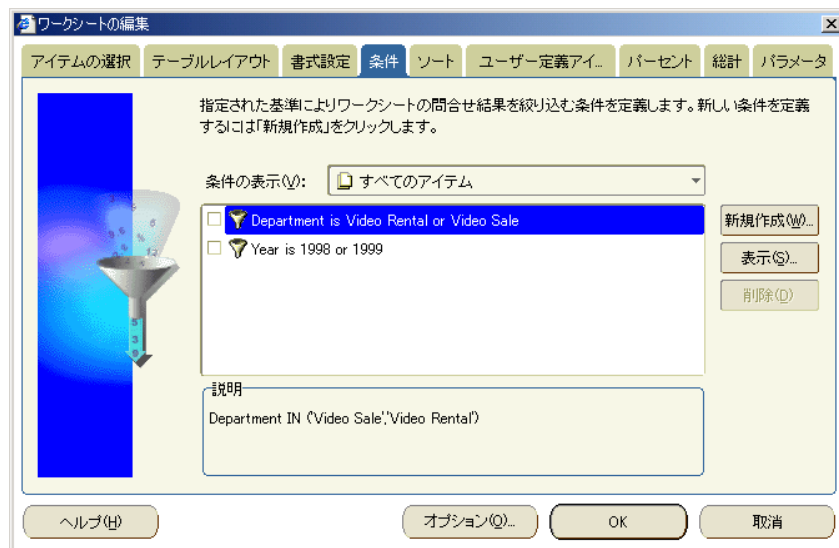 ワークシートの編集
アイテムの選択 テーブルレイアウト 書式設定 条件 ソート ユーザー定義アイ... パーセント 総計 パラメータ
指定された基準によりワークシートの問合せ結果を絞り込む条件を定義します。新しい条件を定義
するには「新規作成」をクリックします。
条件の表示(V): すべてのアイテム
Department is Video Rental or Video Sale
Year is 1998 or 1999
新規作成(W)...
表示(S)...
削除(D)
説明
Department IN ('Video Sale','Video Rental')
ヘルプ(H) オプション(O)... OK 取消